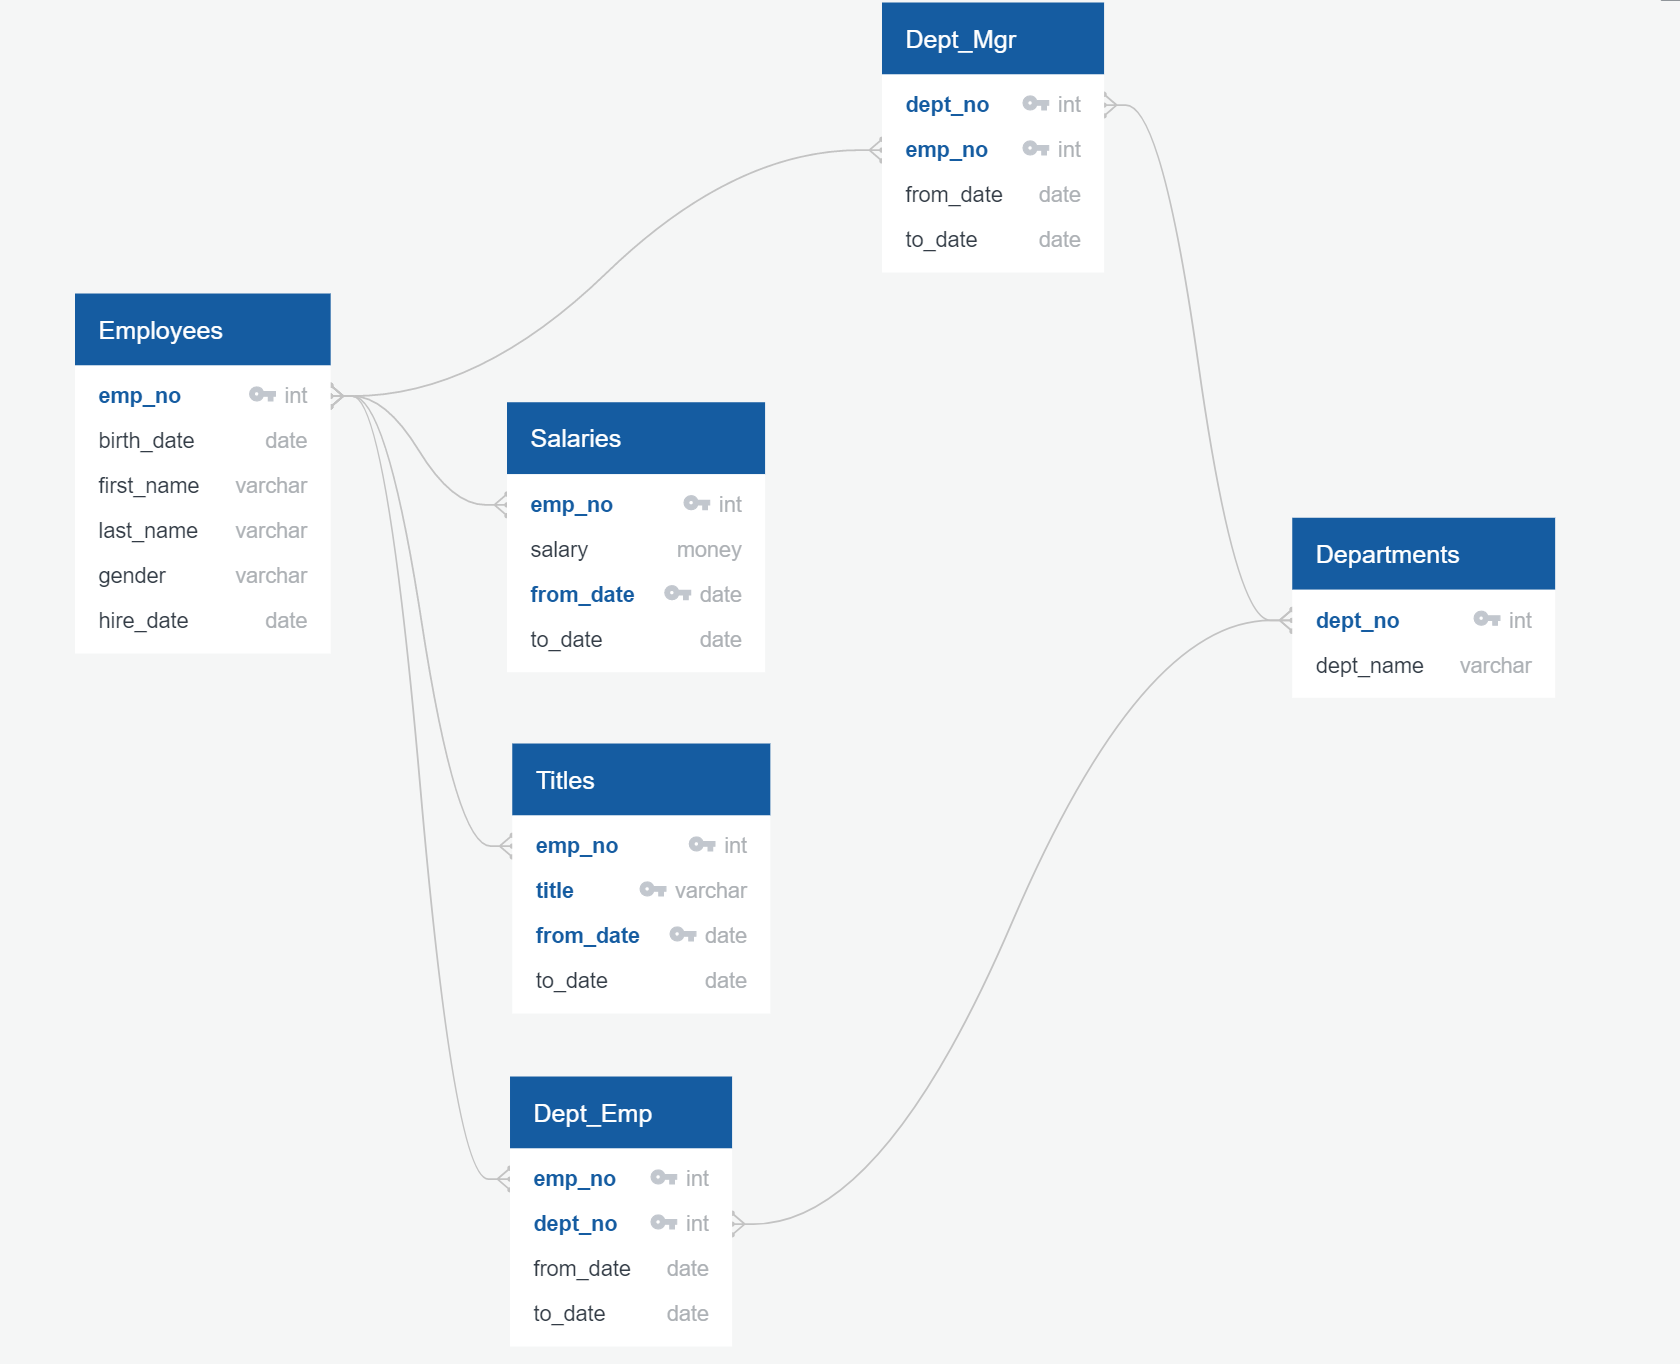 Dept_Mgr
dept_no int
emp_no int
from_date date
to_date date
Employees
emp_no int
birth_date date
first_name varchar
last_name varchar
gender varchar
hire_date date
Salaries
emp_no int
salary money
from_date date
to_date date
Departments
dept_no int
dept_name varchar
Titles
emp_no int
title varchar
from_date date
to_date date
Dept_Emp
emp_no int
dept_no int
from_date date
to_date date